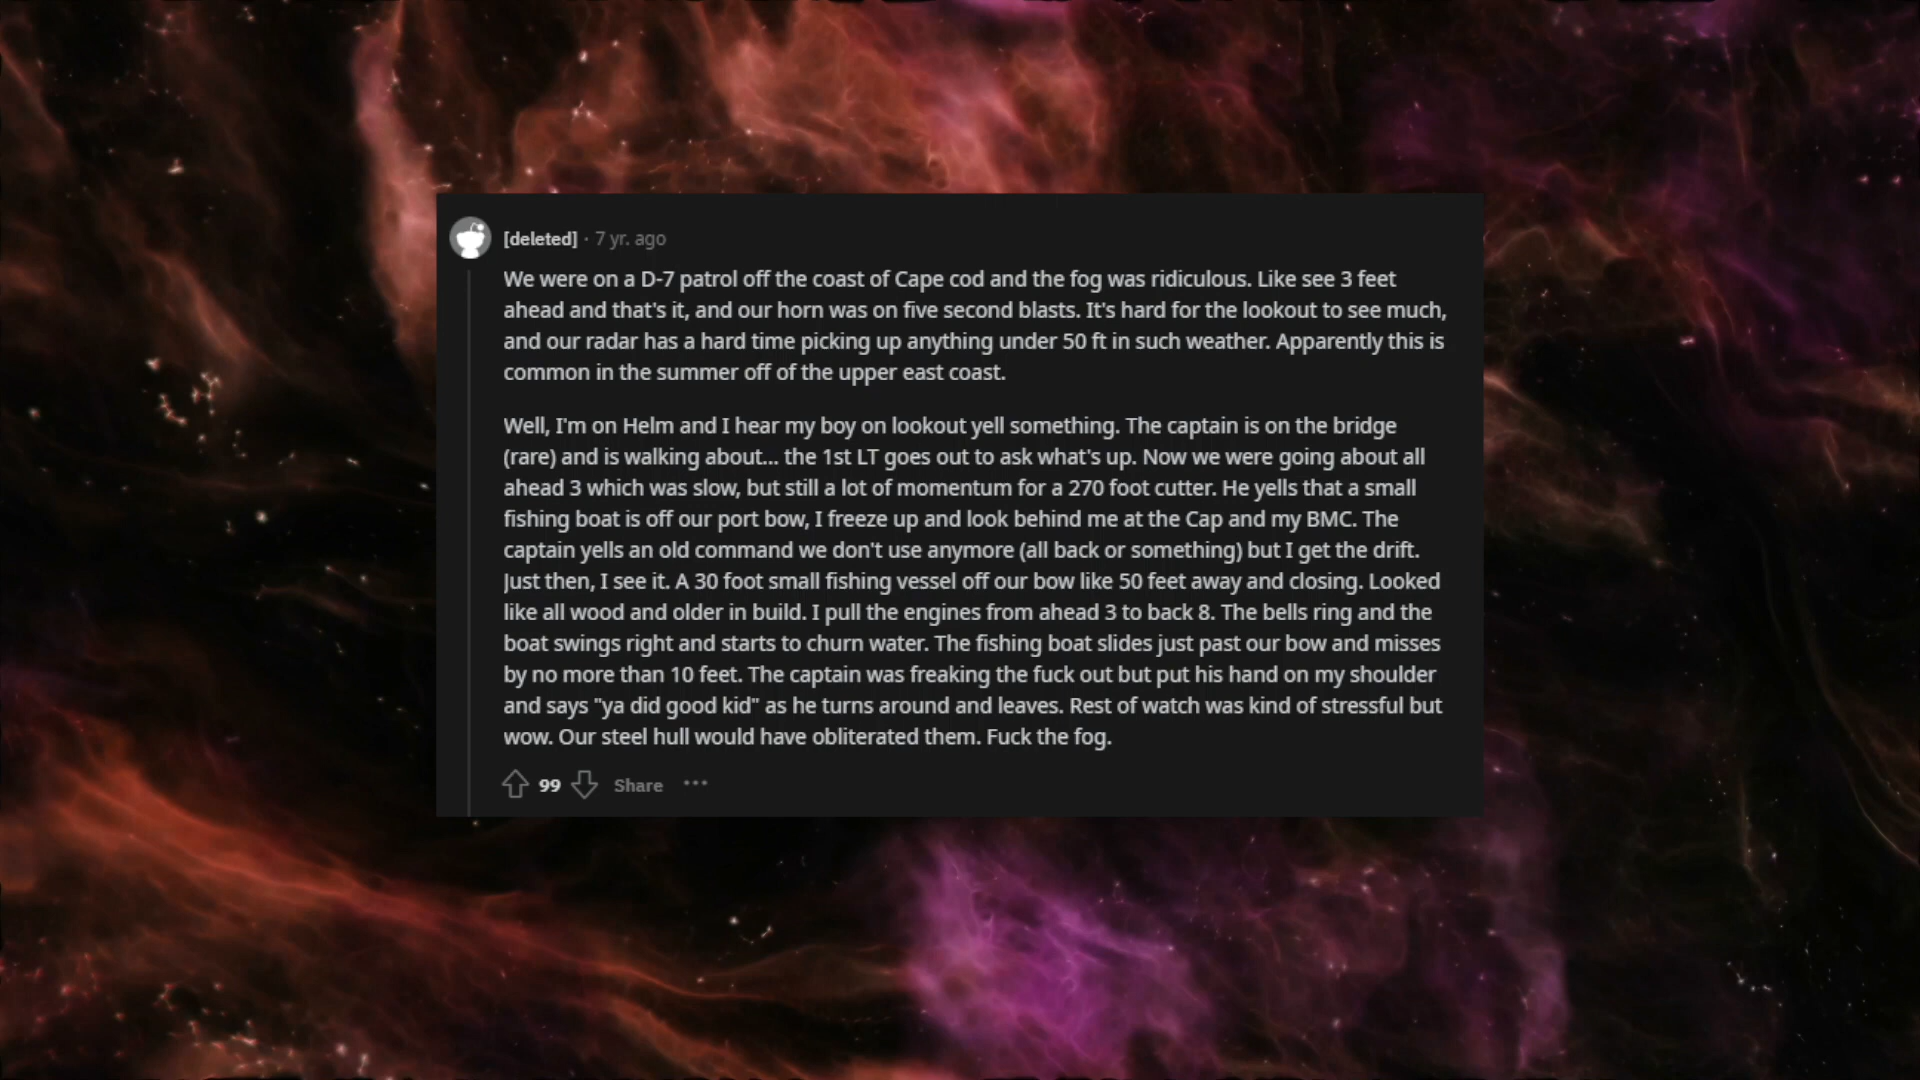 [deleted] · 7 yr. ago
We were on a D-7 patrol off the coast of Cape cod and the fog was ridiculous. Like see 3 feet
ahead and that's it, and our horn was on five second blasts. It's hard for the lookout to see much,
and our radar has a hard time picking up anything under 50 ft in such weather. Apparently this is
common in the summer off of the upper east coast.
Well, I'm on Helm and I hear my boy on lookout yell something. The captain is on the bridge
(rare) and is walking about... the 1st LT goes out to ask what's up. Now we were going about all
ahead 3 which was slow, but still a lot of momentum for a 270 foot cutter. He yells that a small
fishing boat is off our port bow, I freeze up and look behind me at the Cap and my BMC. The
captain yells an old command we don't use anymore (all back or something) but I get the drift.
Just then, I see it. A 30 foot small fishing vessel off our bow like 50 feet away and closing. Looked
like all wood and older in build. I pull the engines from ahead 3 to back 8. The bells ring and the
boat swings right and starts to churn water. The fishing boat slides just past our bow and misses
by no more than 10 feet. The captain was freaking the fuck out but put his hand on my shoulder
and says "ya did good kid" as he turns around and leaves. Rest of watch was kind of stressful but
wow. Our steel hull would have obliterated them. Fuck the fog.
99 Share ···